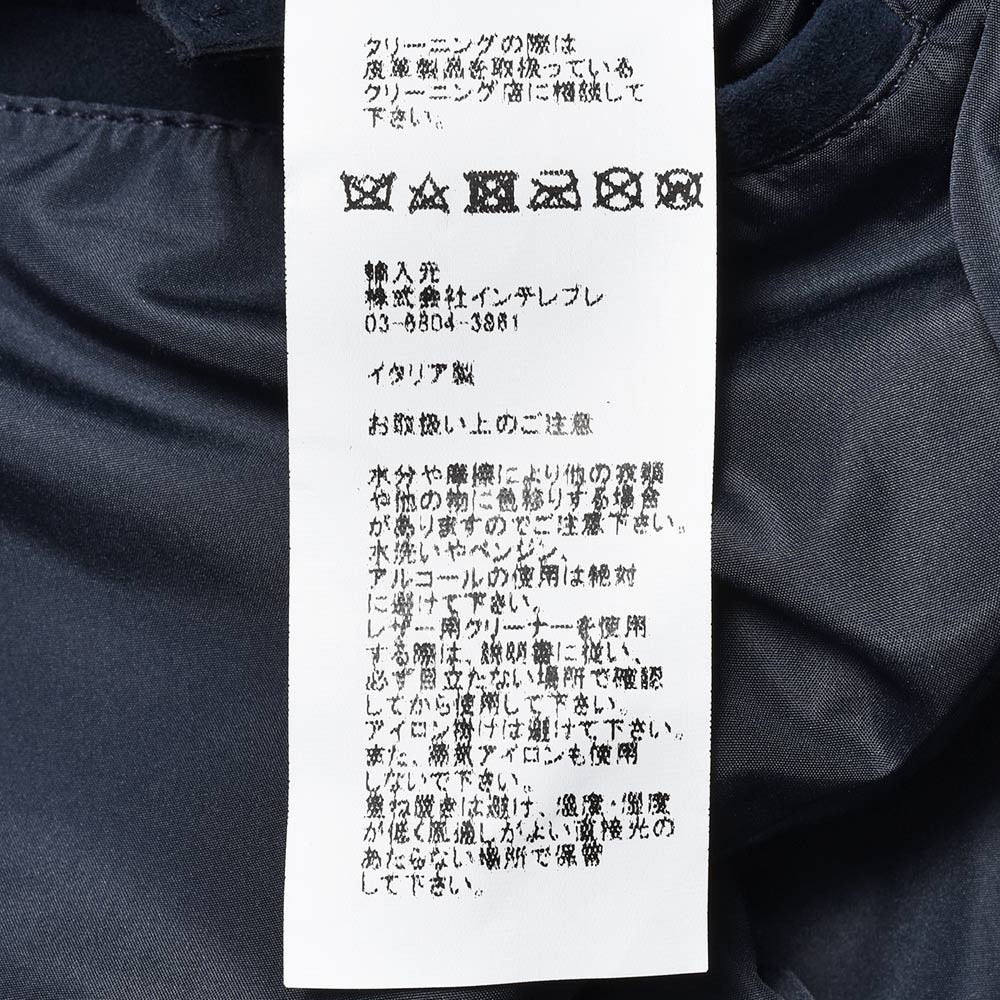 クリーニングの際は
皮革製品を取扱っている
クリーニング店に相談して
下さい。
輸入元
株式会社インテレプレ
03-6804-3861
イタリア製
お取扱い上のご注意
水分や摩擦により他の衣類
や他の物に色移りする場合
がありますのでご注意下さい。
水洗いやベンジン、
アルコールの使用は絶対
に避けて下さい。
レザー用クリーナーを使用
する際は、説明書に従い、
必ず目立たない場所で確認
してから使用して下さい。
アイロン掛けは避けて下さい。
また、蒸気アイロンも使用
しないで下さい。
重ね置きは避け、温度・湿度
が低く風通しがよい直接光の
あたらない場所で保管
して下さい。